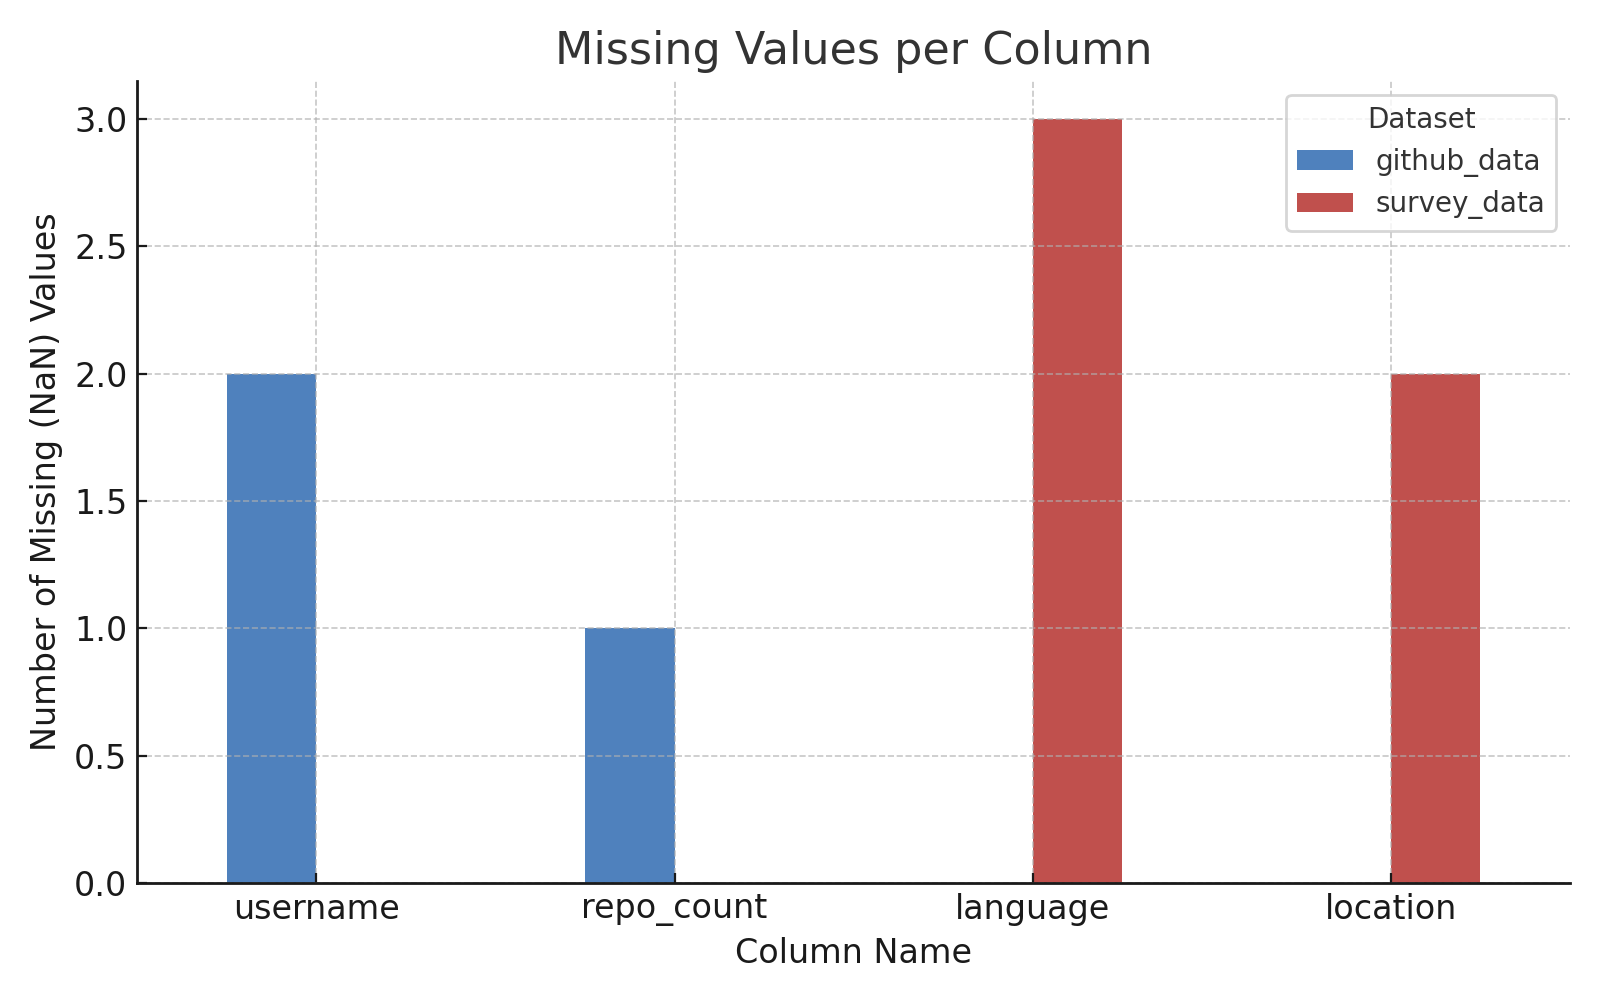 Missing Values per Column
Dataset
github_data
survey_data
Number of Missing (NaN) Values
3.0
2.5
2.0
1.5
1.0
0.5
0.0
username
repo_count
language
location
Column Name